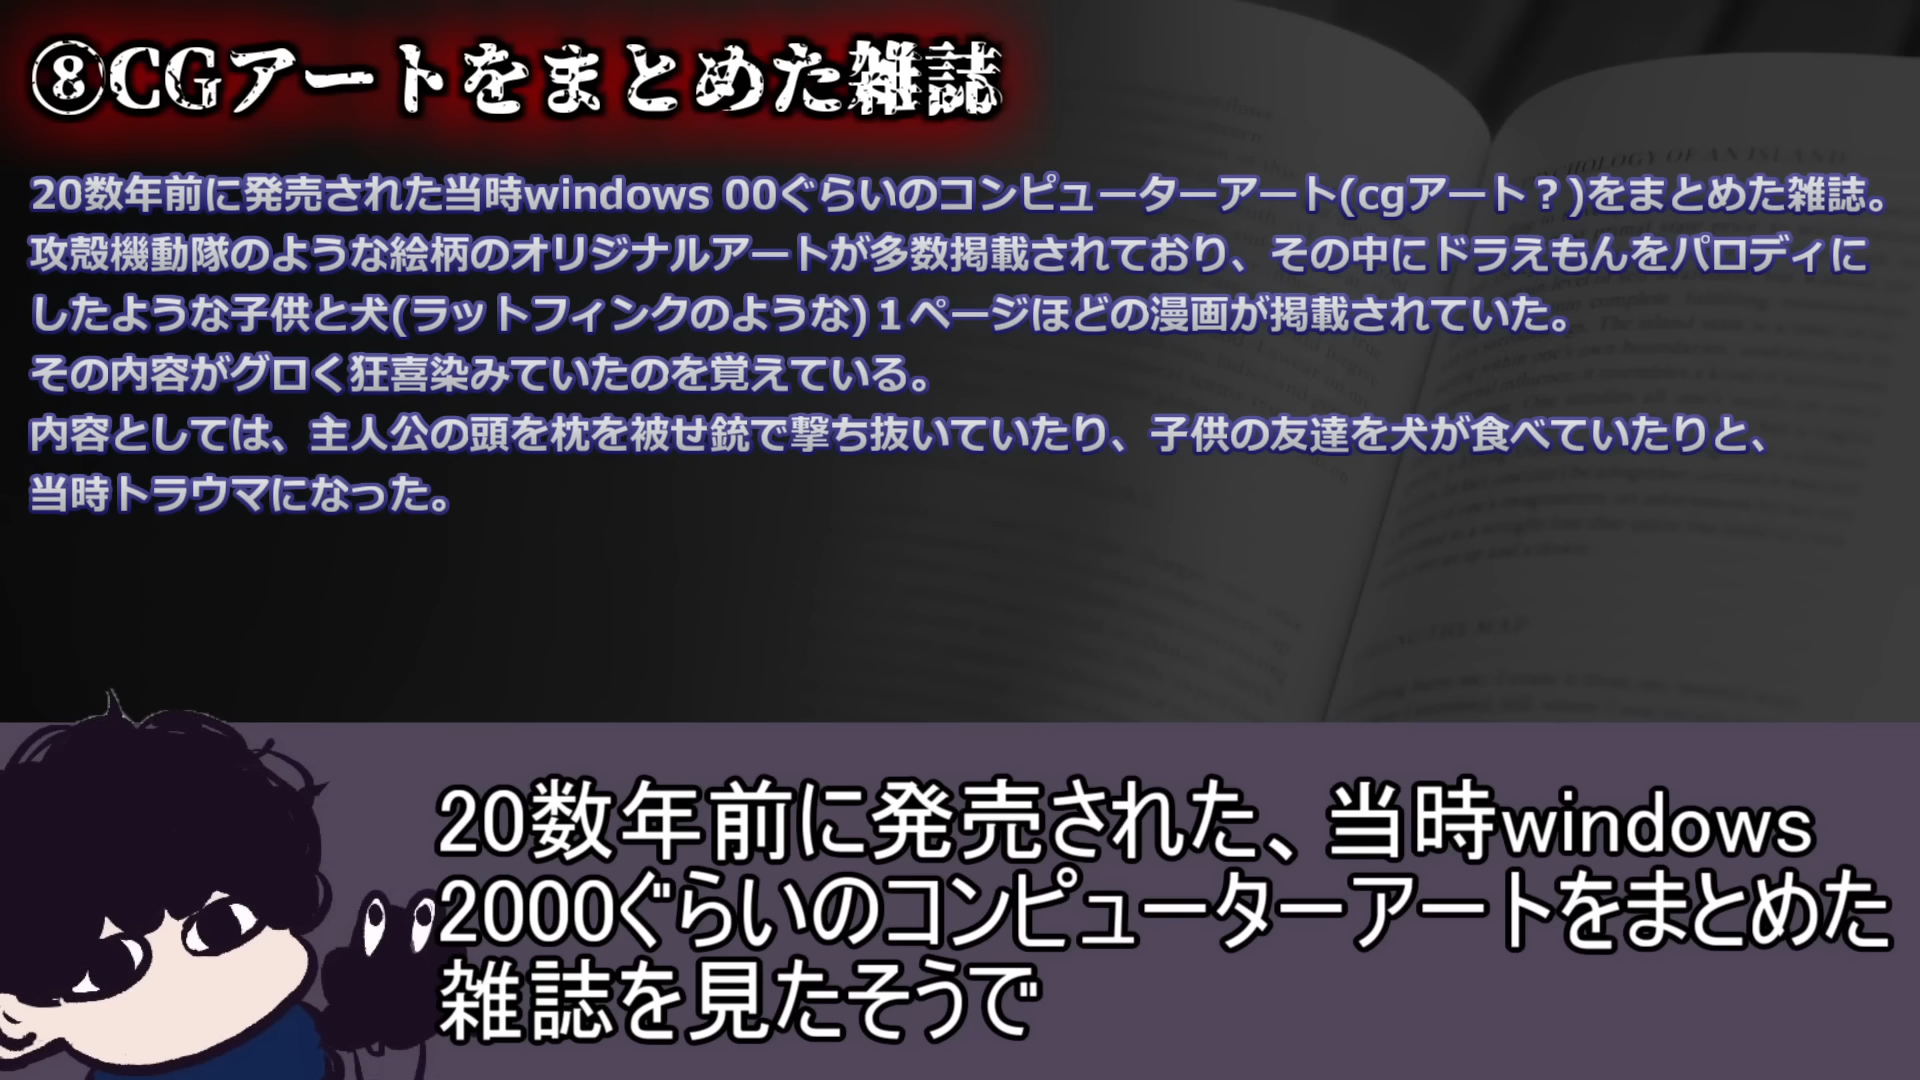 ⑧CGアートをまとめた雑誌
20数年前に発売された当時windows 00ぐらいのコンピューターアート(cgアート？)をまとめた雑誌。
攻殻機動隊のような絵柄のオリジナルアートが多数掲載されており、その中にドラえもんをパロディに
したような子供と犬(ラットフィンクのような)１ページほどの漫画が掲載されていた。
その内容がグロく狂喜染みていたのを覚えている。
内容としては、主人公の頭を枕を被せ銃で撃ち抜いていたり、子供の友達を犬が食べていたりと、
当時トラウマになった。
20数年前に発売された、当時windows
2000ぐらいのコンピューターアートをまとめた
雑誌を見たそうで